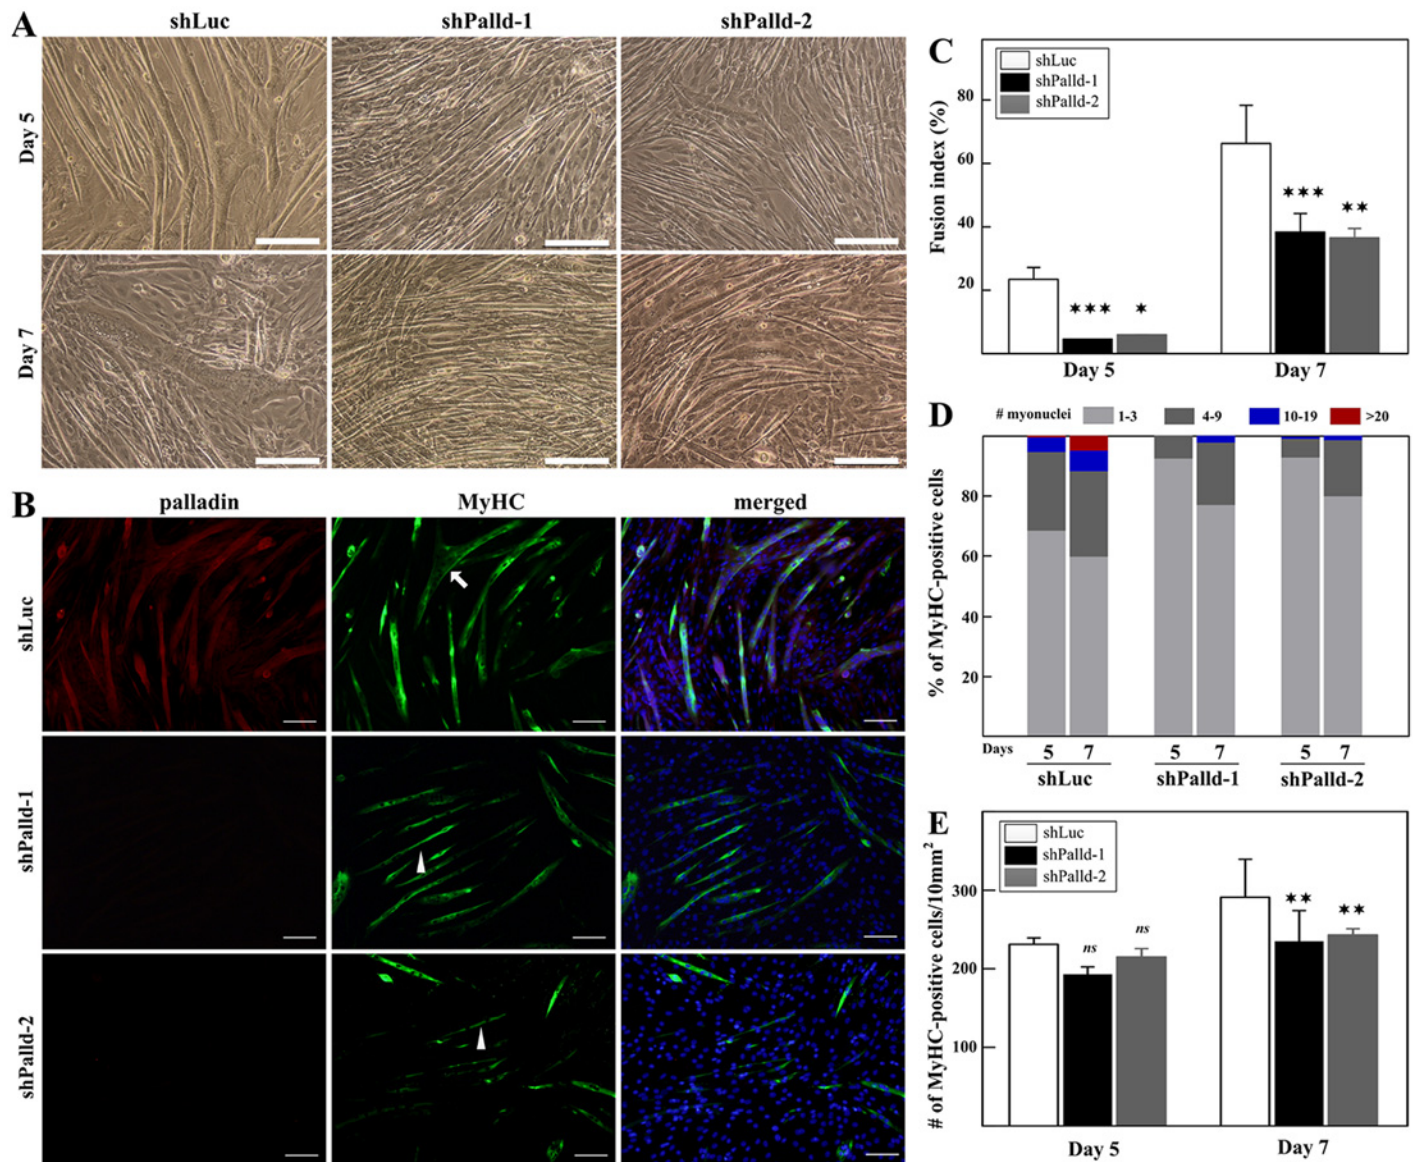 A
shLuc
shPalld-1
shPalld-2
Day 5
Day 7
B
palladin
MyHC
merged
shLuc
shPalld-1
shPalld-2
C
shLuc
shPalld-1
shPalld-2
Fusion index (%)
80
60
40
20
*** *
*** **
Day 5
Day 7
D
# myonuclei 1-3 4-9 10-19 >20
% of MyHC-positive cells
80
60
40
20
Days 5 7 5 7 5 7
shLuc shPalld-1 shPalld-2
E
shLuc
shPalld-1
shPalld-2
# of MyHC-positive cells/10mm²
300
200
100
ns ns
** **
Day 5
Day 7